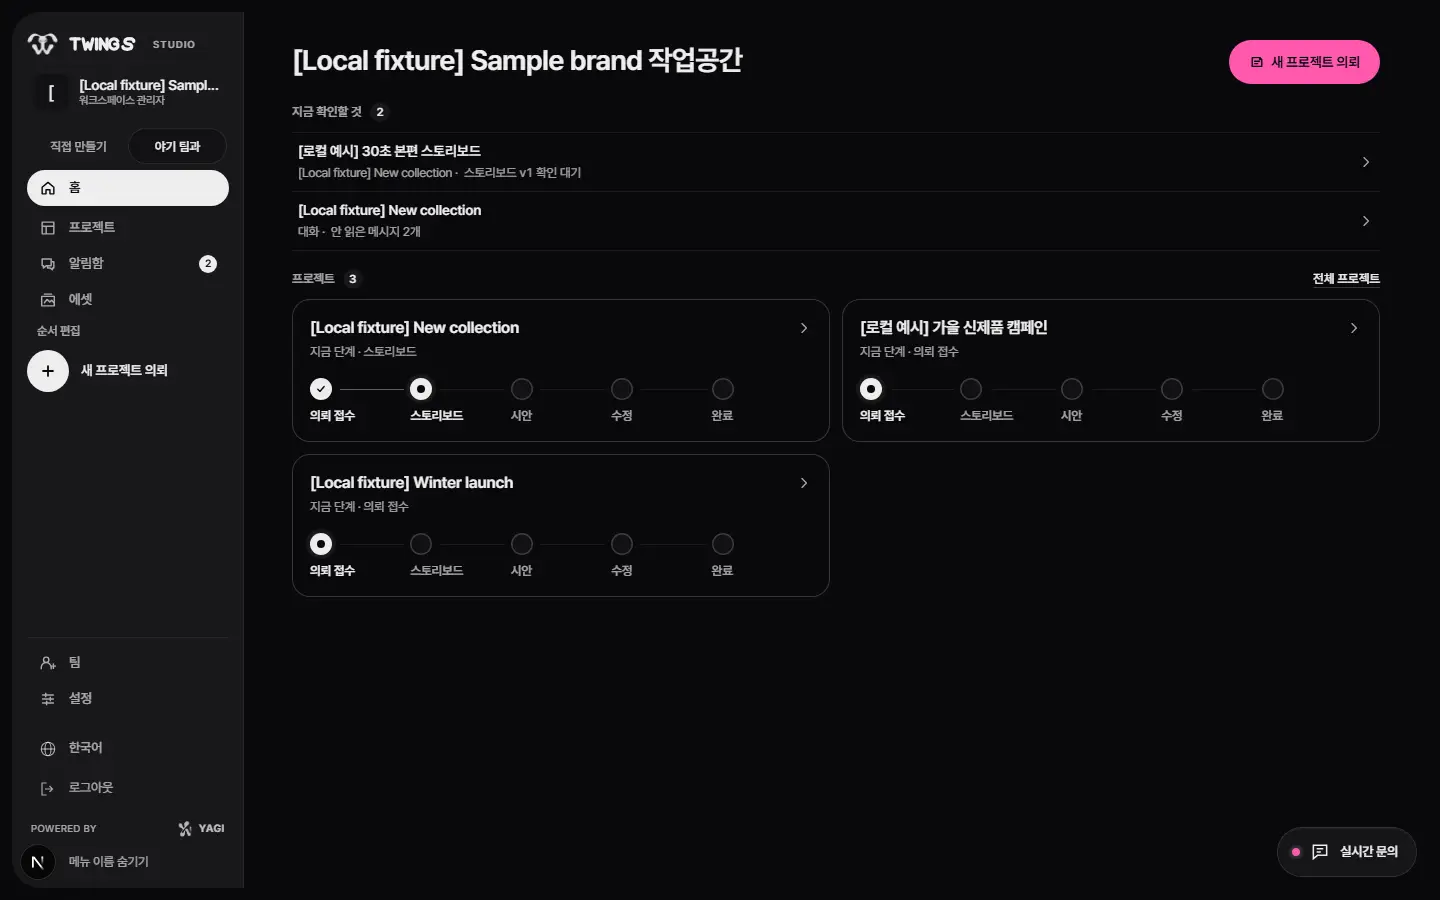 TWINGS STUDIO
[
[Local fixture] Sampl...
워크스페이스 관리자
직접 만들기
야기 팀과
홈
프로젝트
알림함 2
에셋
순서 편집
새 프로젝트 의뢰
팀
설정
한국어
로그아웃
POWERED BY YAGI
N
메뉴 이름 숨기기
[Local fixture] Sample brand 작업공간
새 프로젝트 의뢰
지금 확인할 것 2
[로컬 예시] 30초 본편 스토리보드
[Local fixture] New collection · 스토리보드 v1 확인 대기
[Local fixture] New collection
대화 · 안 읽은 메시지 2개
프로젝트 3
전체 프로젝트
[Local fixture] New collection
지금 단계 · 스토리보드
의뢰 접수 스토리보드 시안 수정 완료
[로컬 예시] 가을 신제품 캠페인
지금 단계 · 의뢰 접수
의뢰 접수 스토리보드 시안 수정 완료
[Local fixture] Winter launch
지금 단계 · 의뢰 접수
의뢰 접수 스토리보드 시안 수정 완료
실시간 문의